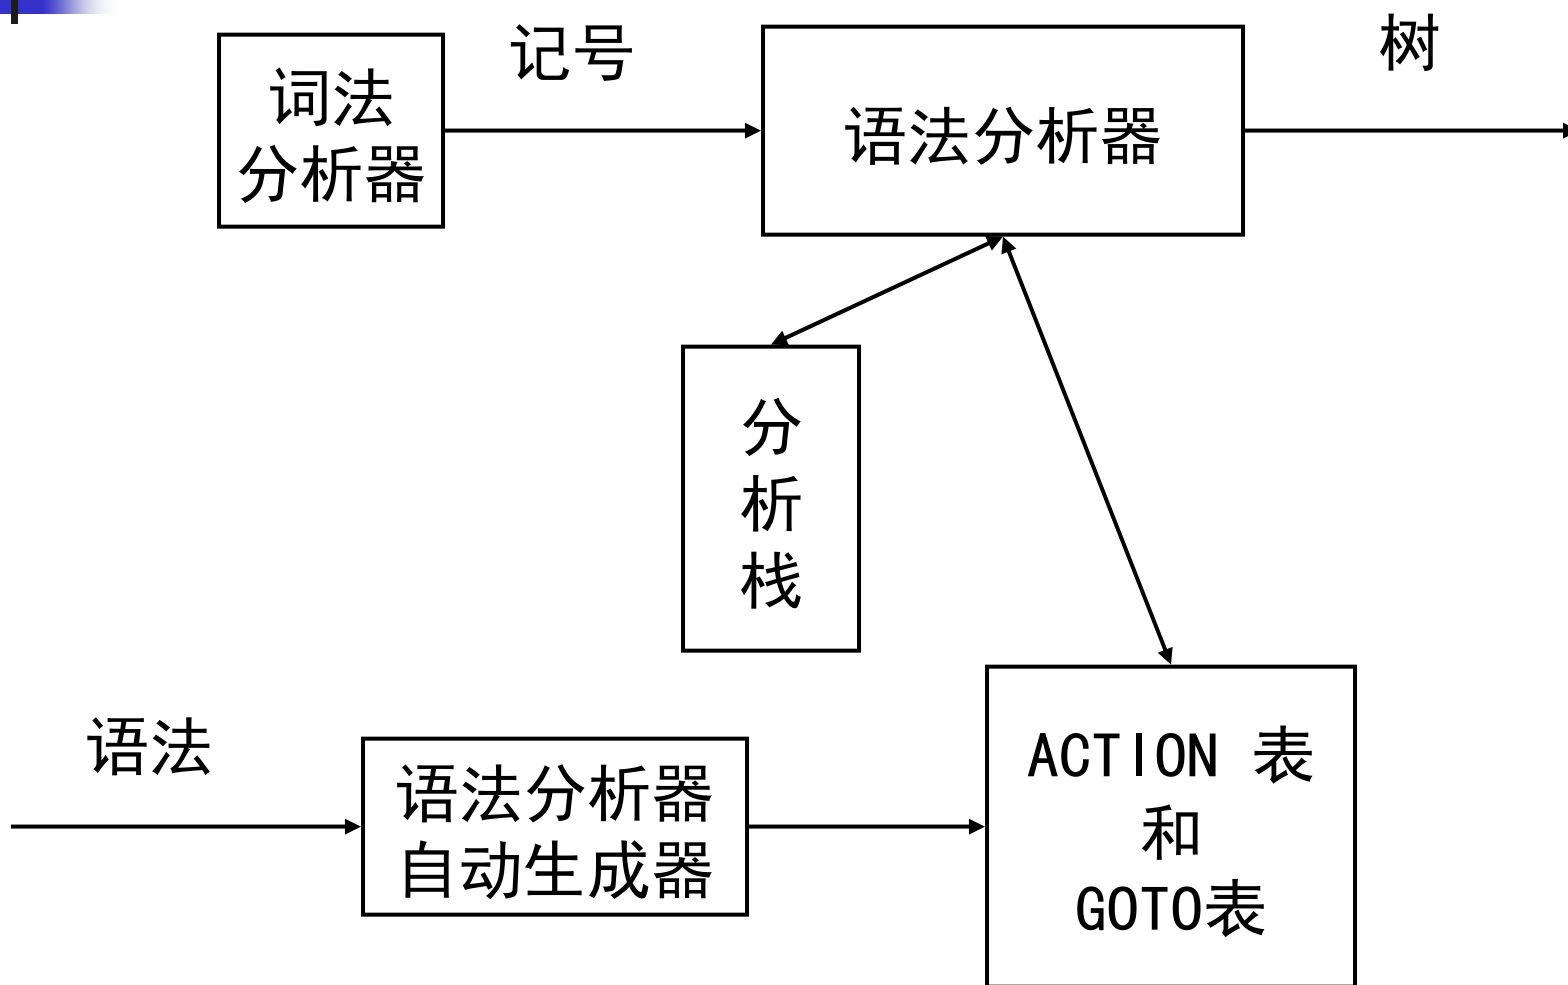 记号
树
词法
分析器
语法分析器
分
析
栈
语法
语法分析器
自动生成器
ACTION 表
和
GOTO表